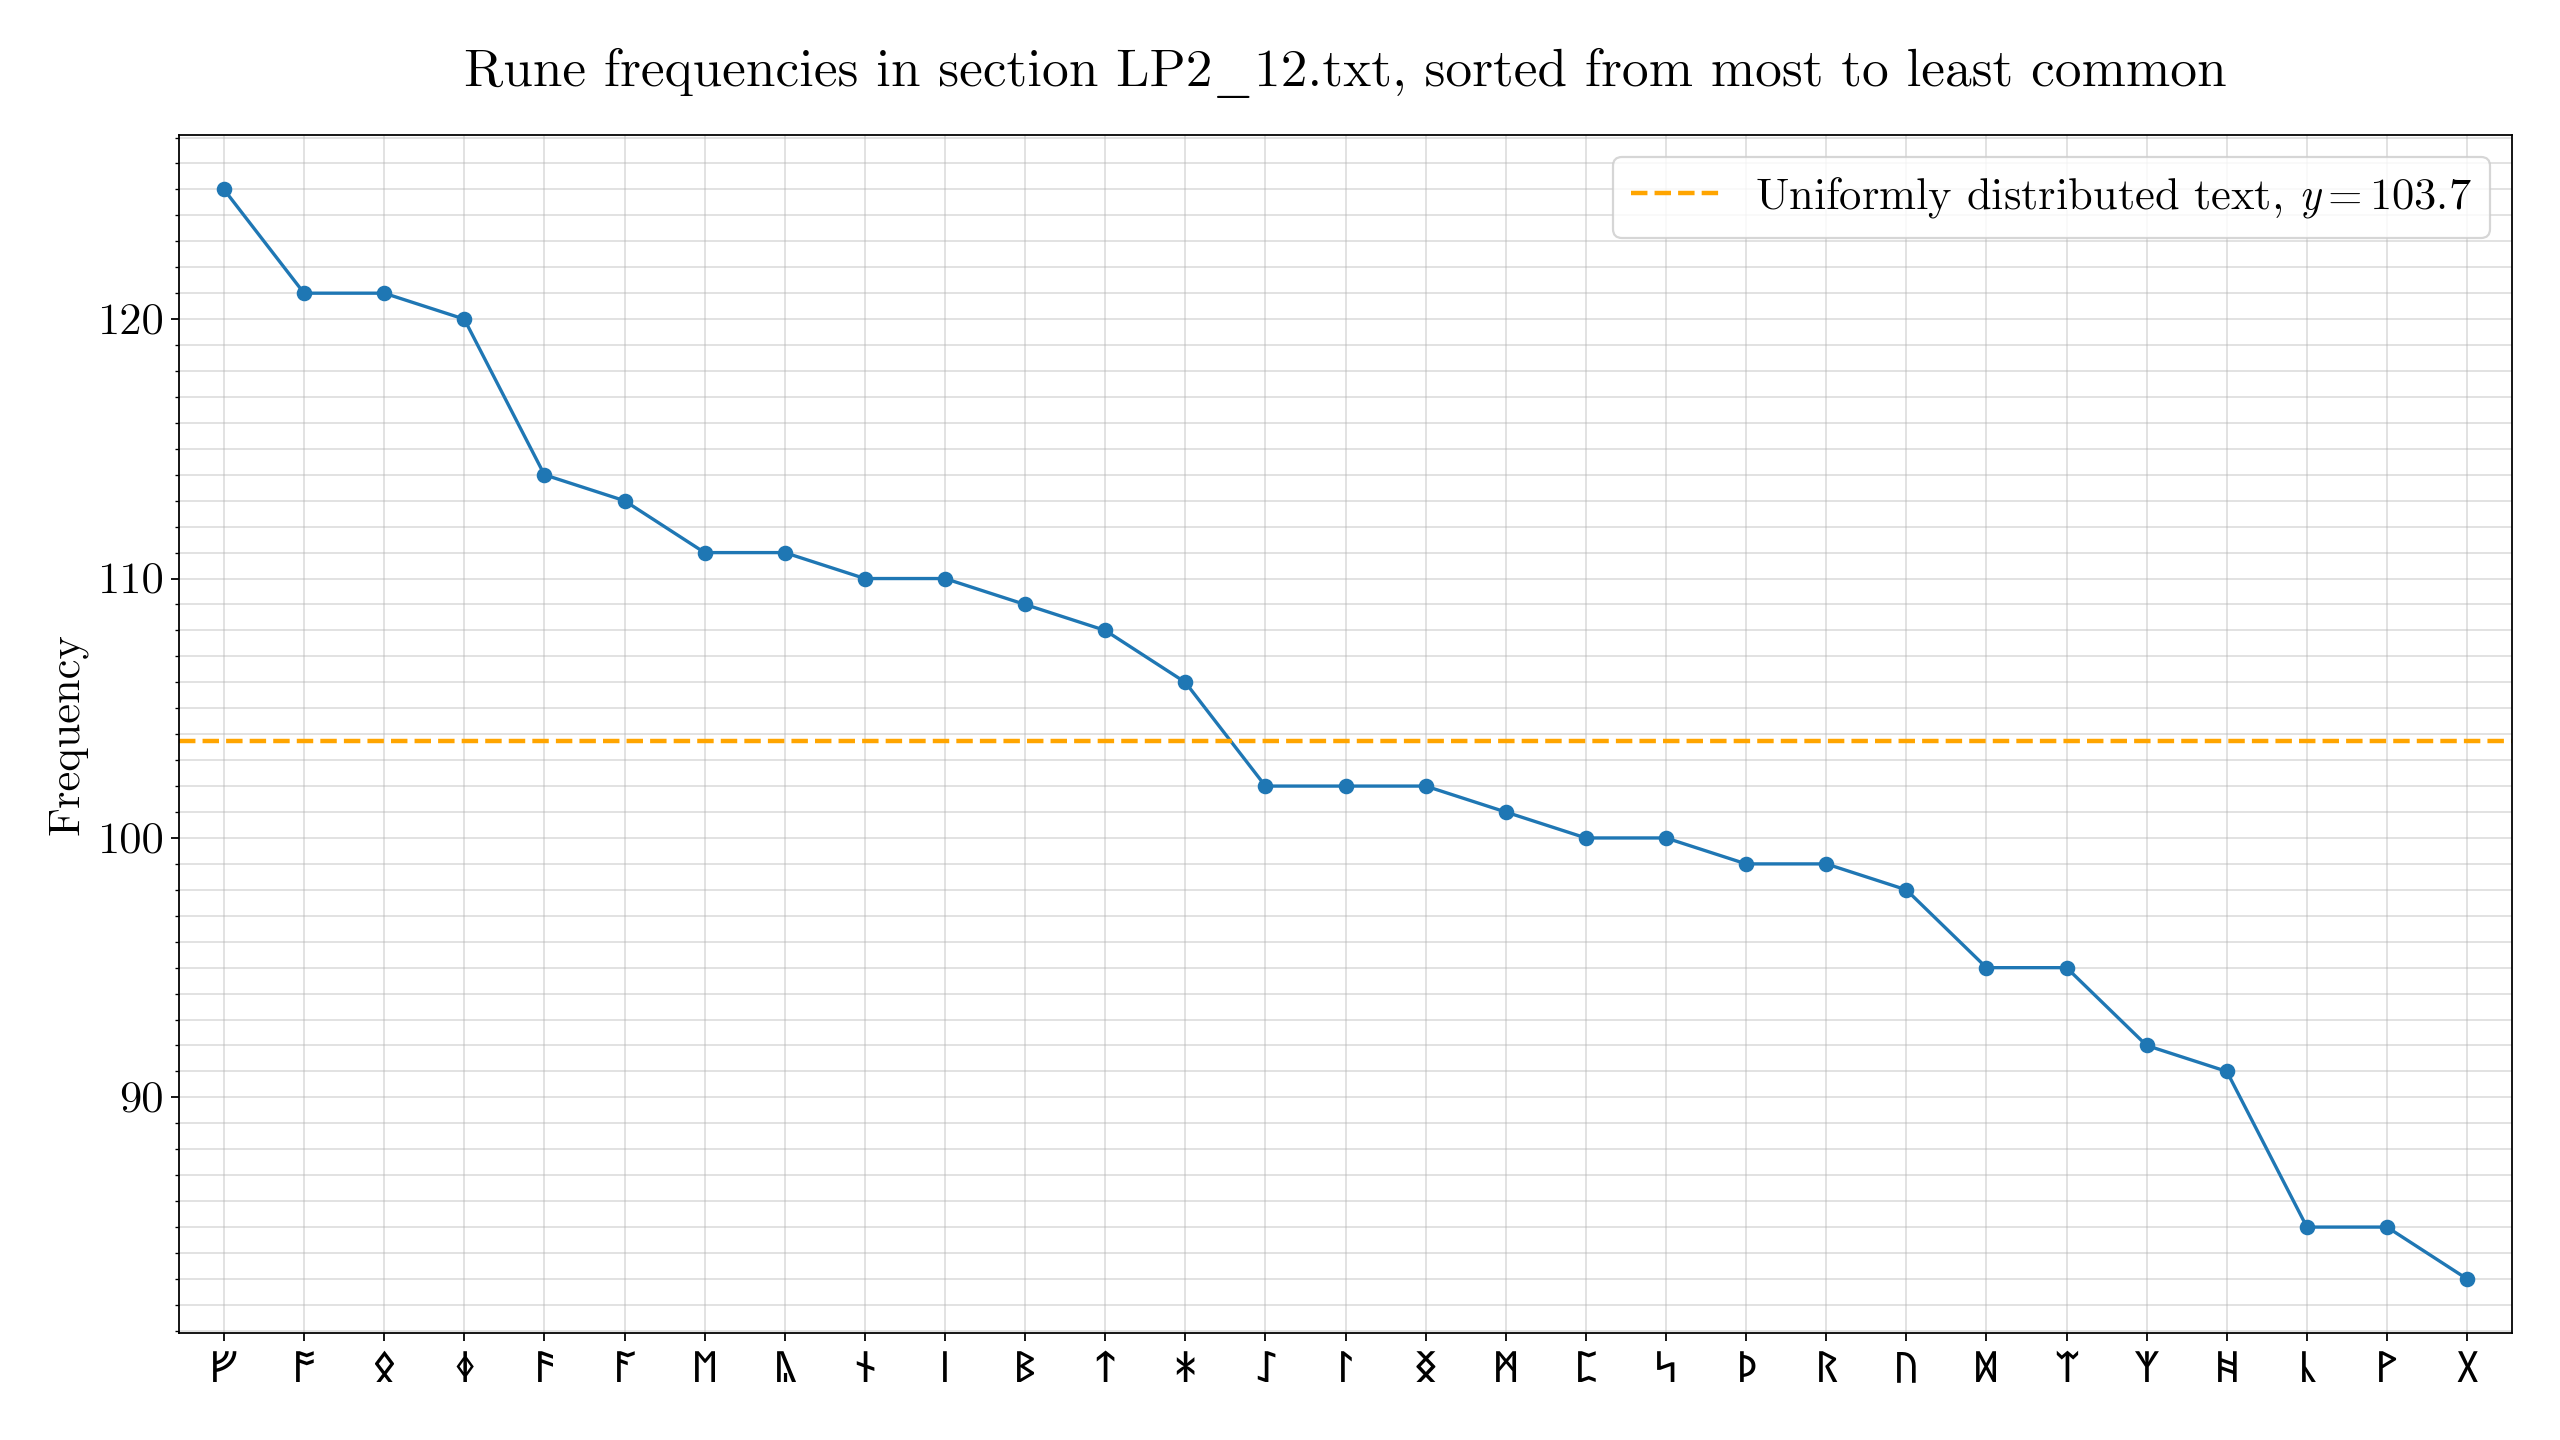 Rune frequencies in section LP2_12.txt, sorted from most to least common
Uniformly distributed text, y = 103.7
Frequency
120
110
100
90
ᚠ ᚩ ᛟ ᛄ ᚫ ᚪ ᛖ ᚣ ᚾ ᛁ ᛒ ᛏ ᛡ ᛇ ᛚ ᛝ ᛗ ᛈ ᛋ ᚦ ᚱ ᚢ ᛞ ᛠ ᛉ ᚻ ᚳ ᚹ ᚷ